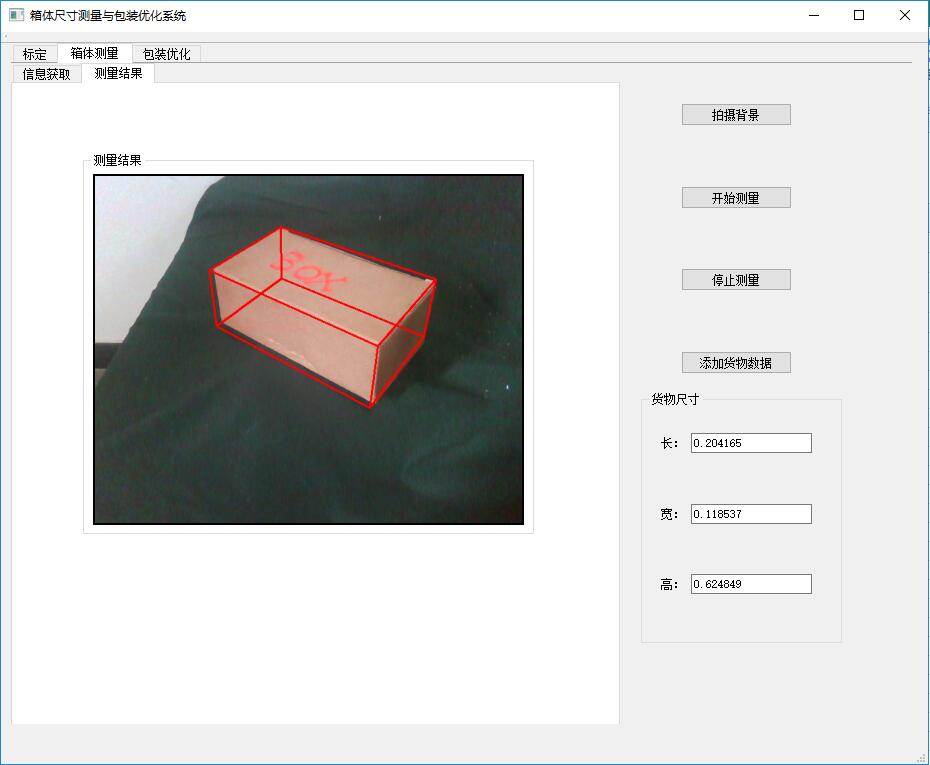 箱体尺寸测量与包装优化系统
标定 箱体测量 包装优化
信息获取 测量结果
拍摄背景
测量结果
开始测量
BOX
停止测量
添加货物数据
货物尺寸
长: 0.204165
宽: 0.118537
高: 0.624849